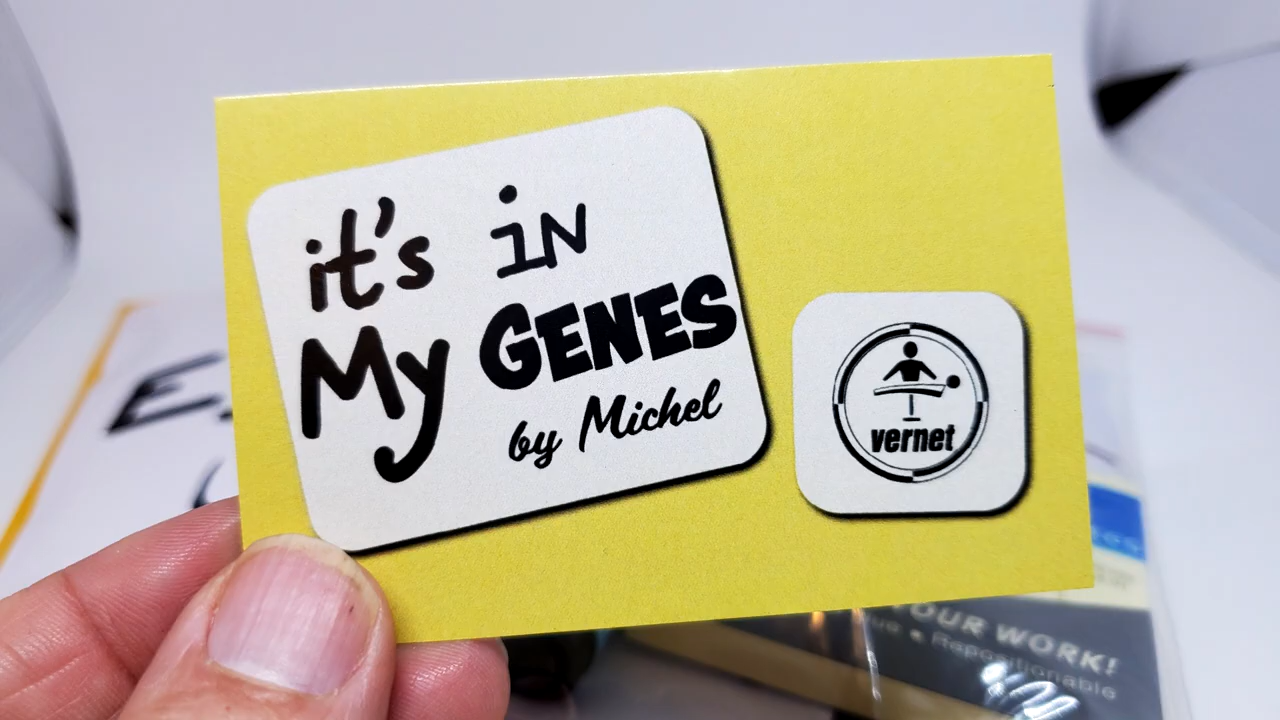 it's iN
My GENES
by Michel
vernet
E.
YOUR WORK!
Repositionable